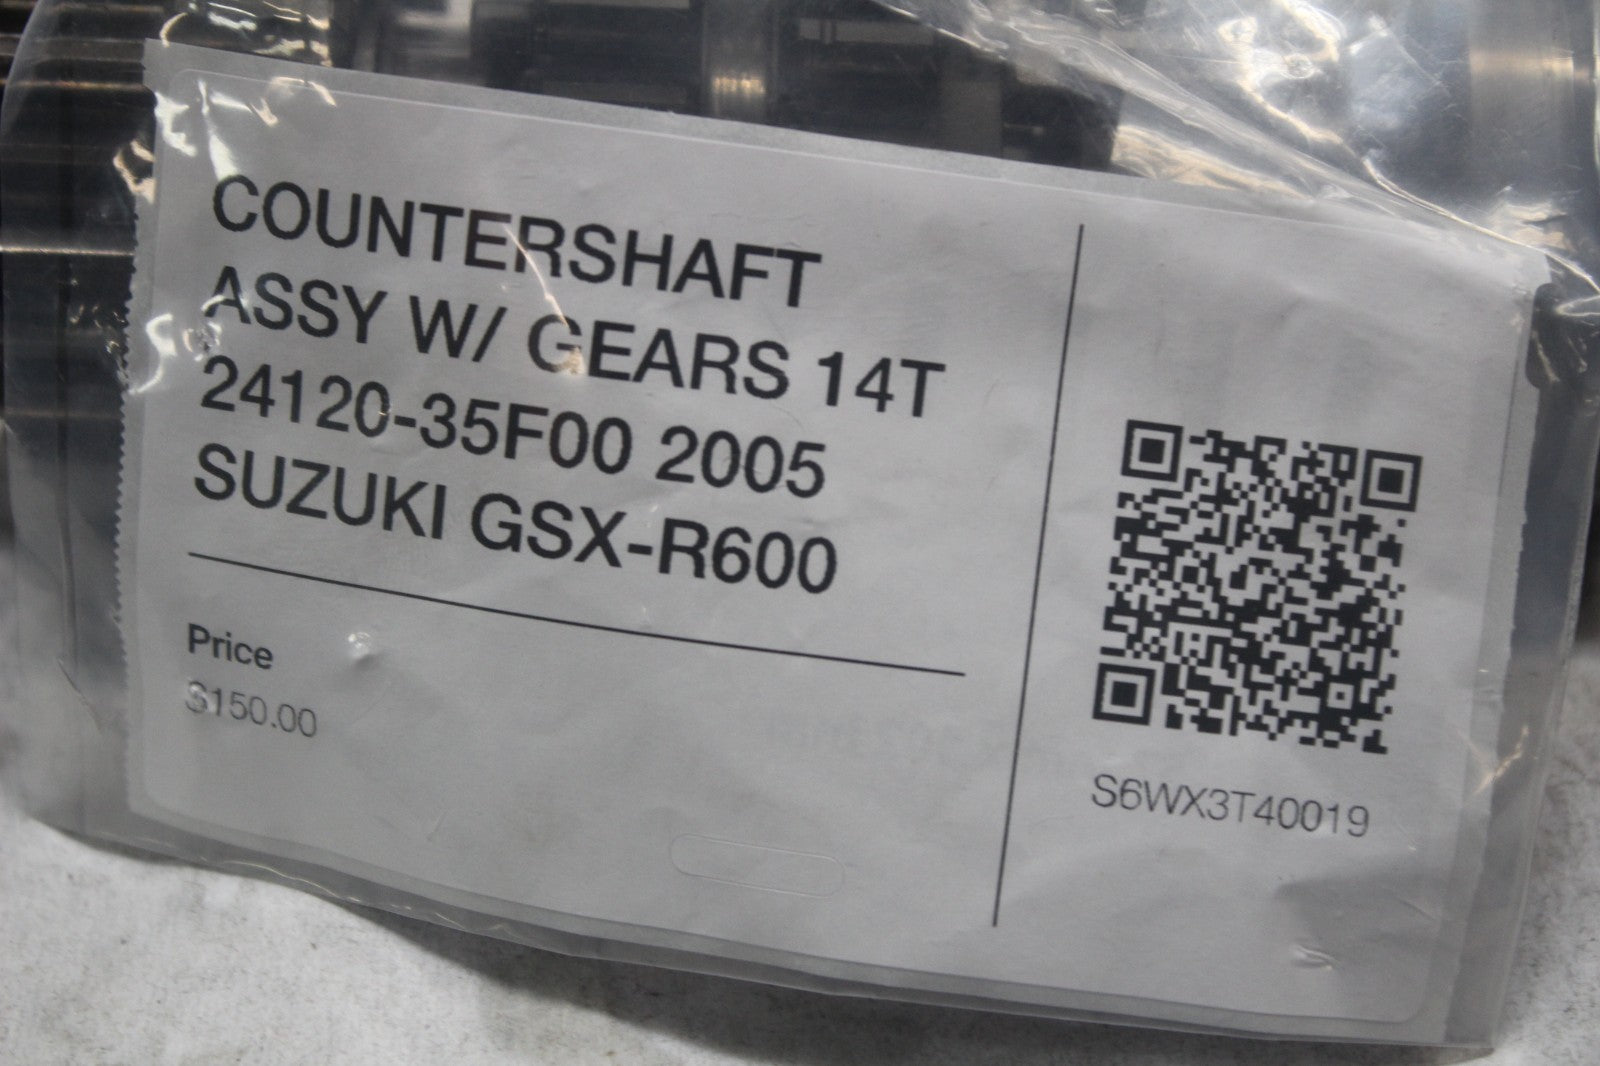 COUNTERSHAFT
ASSY W/ GEARS 14T
24120-35F00 2005
SUZUKI GSX-R600
Price
$150.00
S6WX3T40019